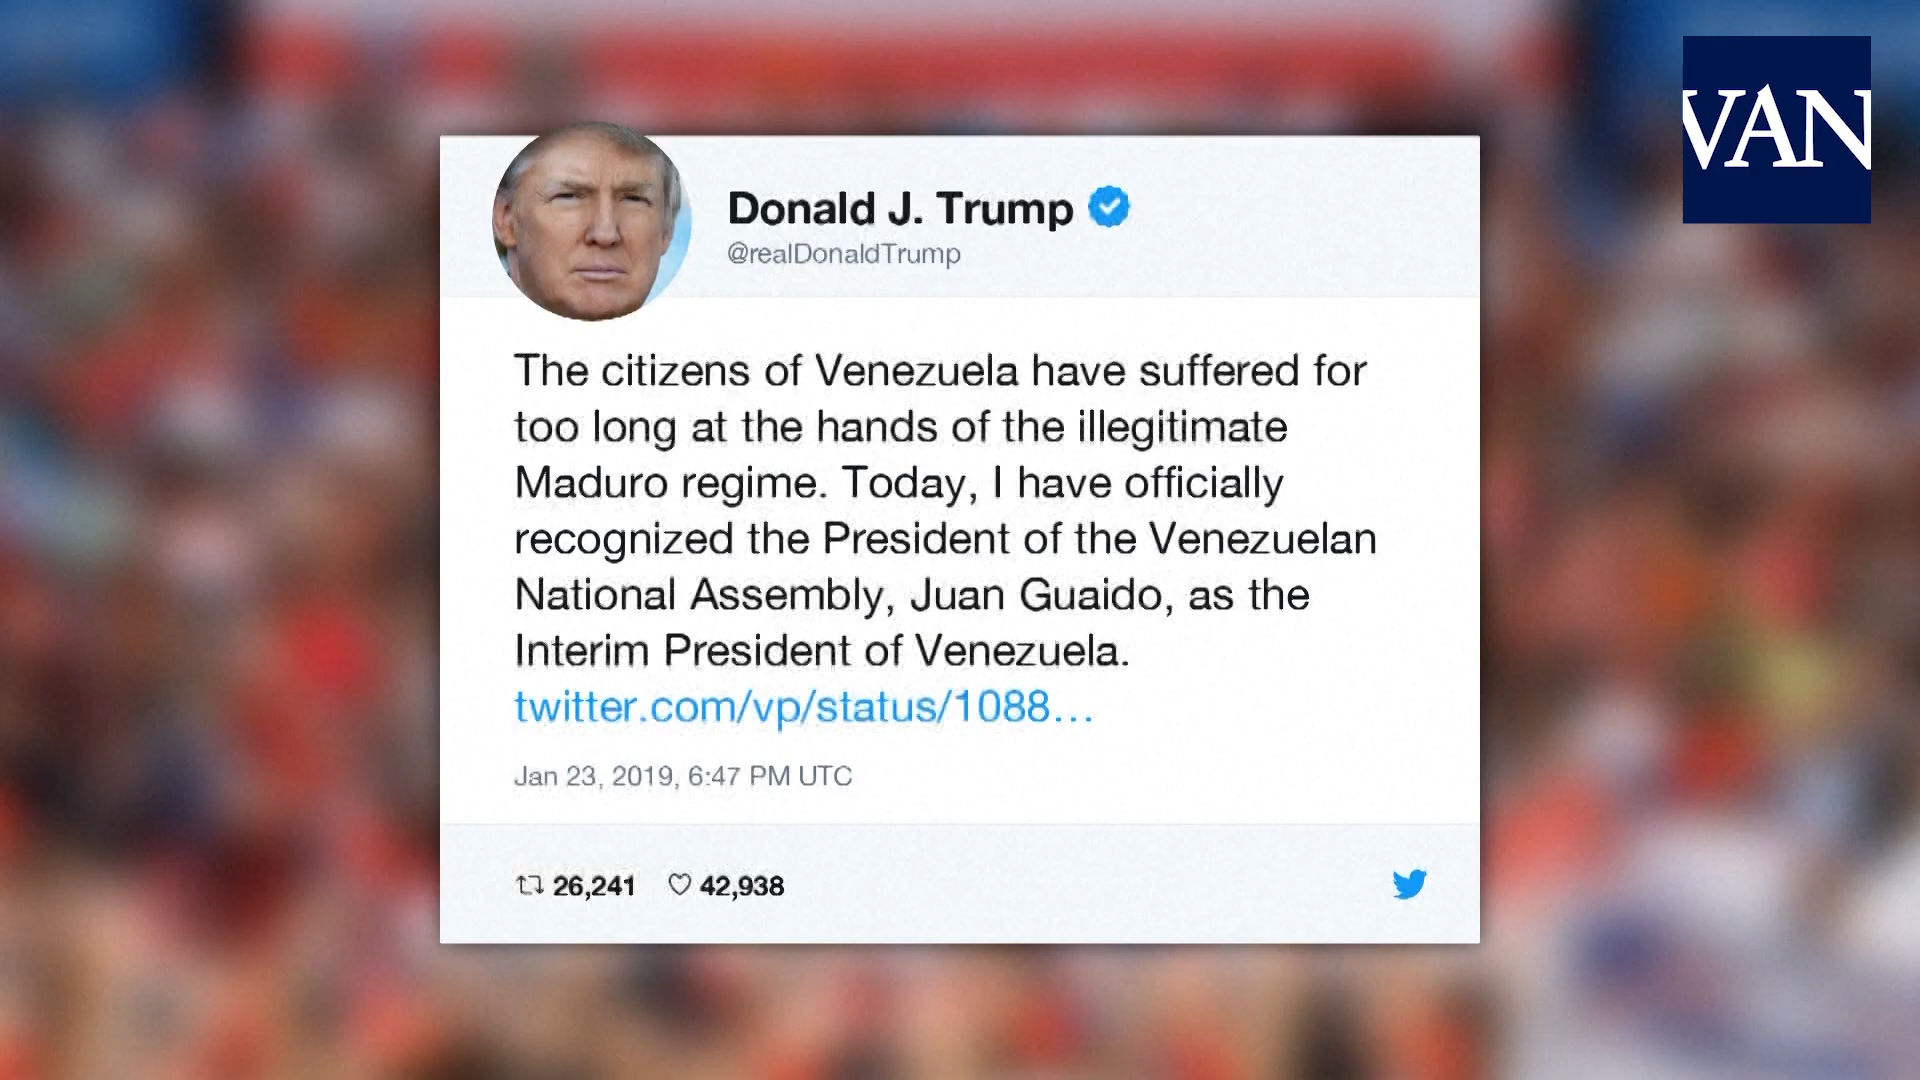 VAN
Donald J. Trump
@realDonaldTrump
The citizens of Venezuela have suffered for
too long at the hands of the illegitimate
Maduro regime. Today, I have officially
recognized the President of the Venezuelan
National Assembly, Juan Guaido, as the
Interim President of Venezuela.
twitter.com/vp/status/1088...
Jan 23, 2019, 6:47 PM UTC
26,241 42,938